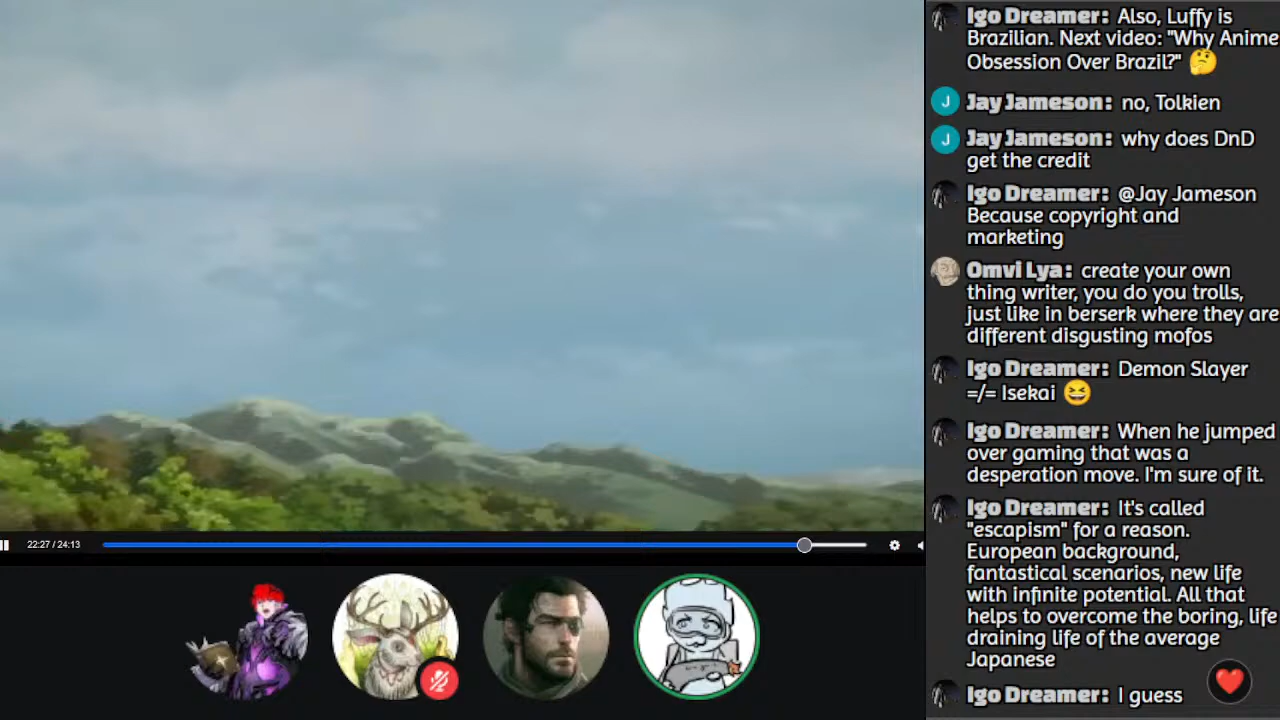 Igo Dreamer: Also, Luffy is
Brazilian. Next video: "Why Anime
Obsession Over Brazil?" 🤔
J Jay Jameson: no, Tolkien
J Jay Jameson: why does DnD
get the credit
Igo Dreamer: @Jay Jameson
Because copyright and
marketing
Omvi Lya: create your own
thing writer, you do you trolls,
just like in berserk where they are
different disgusting mofos
Igo Dreamer: Demon Slayer
=/= Isekai 😆
Igo Dreamer: When he jumped
over gaming that was a
desperation move. I'm sure of it.
Igo Dreamer: It's called
"escapism" for a reason.
European background,
fantastical scenarios, new life
with infinite potential. All that
helps to overcome the boring, life
draining life of the average
Japanese
Igo Dreamer: I guess
22:27 / 24:13